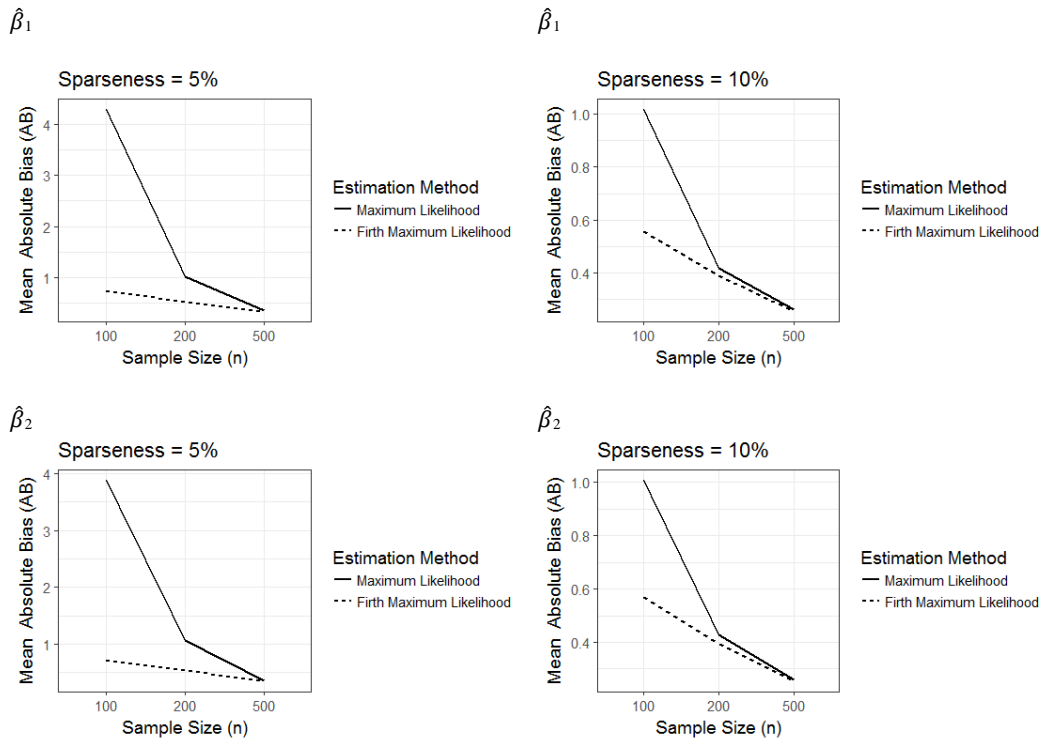 β̂₁
Sparseness = 5%
Mean Absolute Bias (AB)
4
3
2
1
100 200 500
Sample Size (n)
Estimation Method
Maximum Likelihood
Firth Maximum Likelihood
β̂₁
Sparseness = 10%
Mean Absolute Bias (AB)
1.0
0.8
0.6
0.4
100 200 500
Sample Size (n)
Estimation Method
Maximum Likelihood
Firth Maximum Likelihood
β̂₂
Sparseness = 5%
Mean Absolute Bias (AB)
4
3
2
1
100 200 500
Sample Size (n)
Estimation Method
Maximum Likelihood
Firth Maximum Likelihood
β̂₂
Sparseness = 10%
Mean Absolute Bias (AB)
1.0
0.8
0.6
0.4
100 200 500
Sample Size (n)
Estimation Method
Maximum Likelihood
Firth Maximum Likelihood